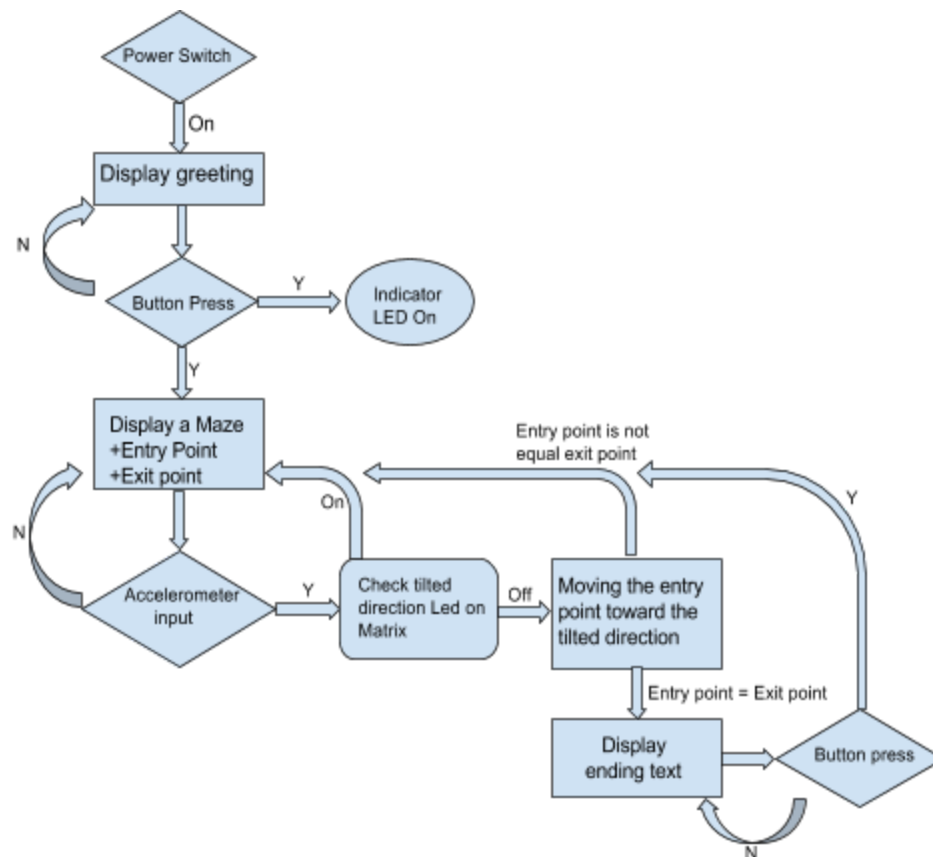 Power Switch
On
Display greeting
N
Button Press
Y
Indicator
LED On
Y
Display a Maze
+Entry Point
+Exit point
Entry point is not
equal exit point
On
Y
N
Accelerometer
input
Y
Check tilted
direction Led on
Matrix
Off
Moving the entry
point toward the
tilted direction
Entry point = Exit point
Display
ending text
Button press
N